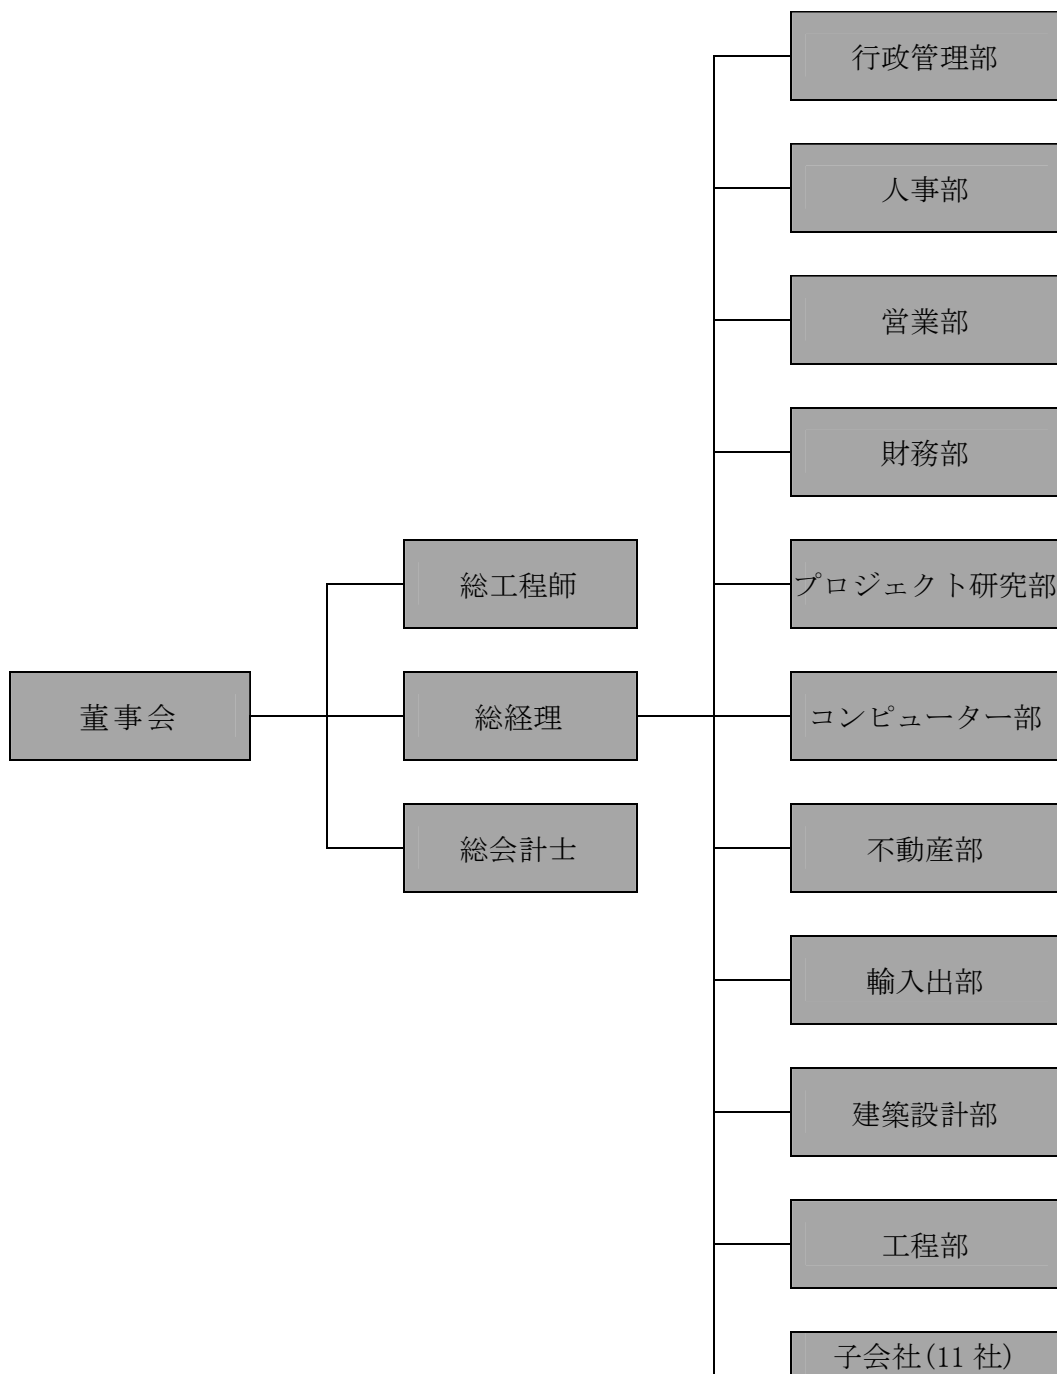 行政管理部
人事部
営業部
財務部
プロジェクト研究部
総工程師
董事会
総経理
コンピューター部
総会計士
不動産部
輸入出部
建築設計部
工程部
子会社(11 社)